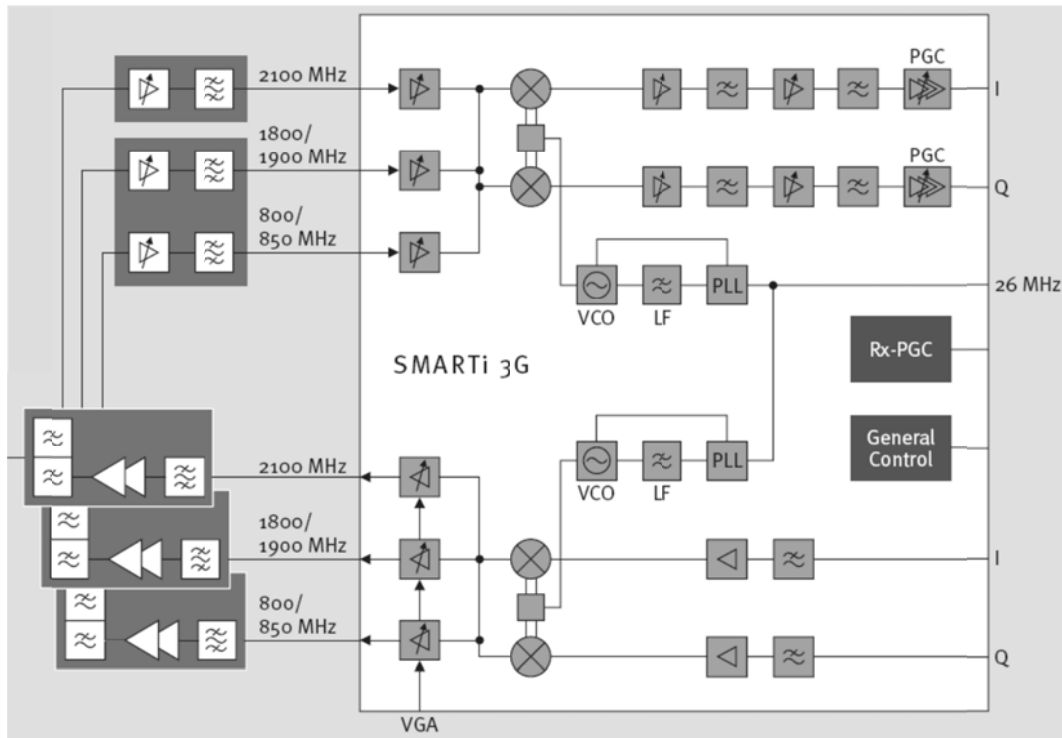 PGC
2100 MHz
I
1800/
1900 MHz
PGC
Q
800/
850 MHz
PLL
26 MHz
VCO
LF
Rx-PGC
SMARTi 3G
General
Control
2100 MHz
PLL
VCO
LF
1800/
1900 MHz
I
800/
850 MHz
Q
VGA